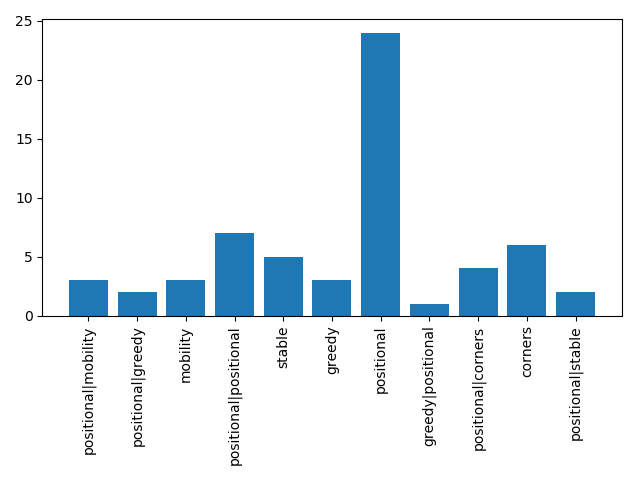 25
20
15
10
5
0
positional|mobility
positional|greedy
mobility
positional|positional
stable
greedy
positional
greedy|positional
positional|corners
corners
positional|stable